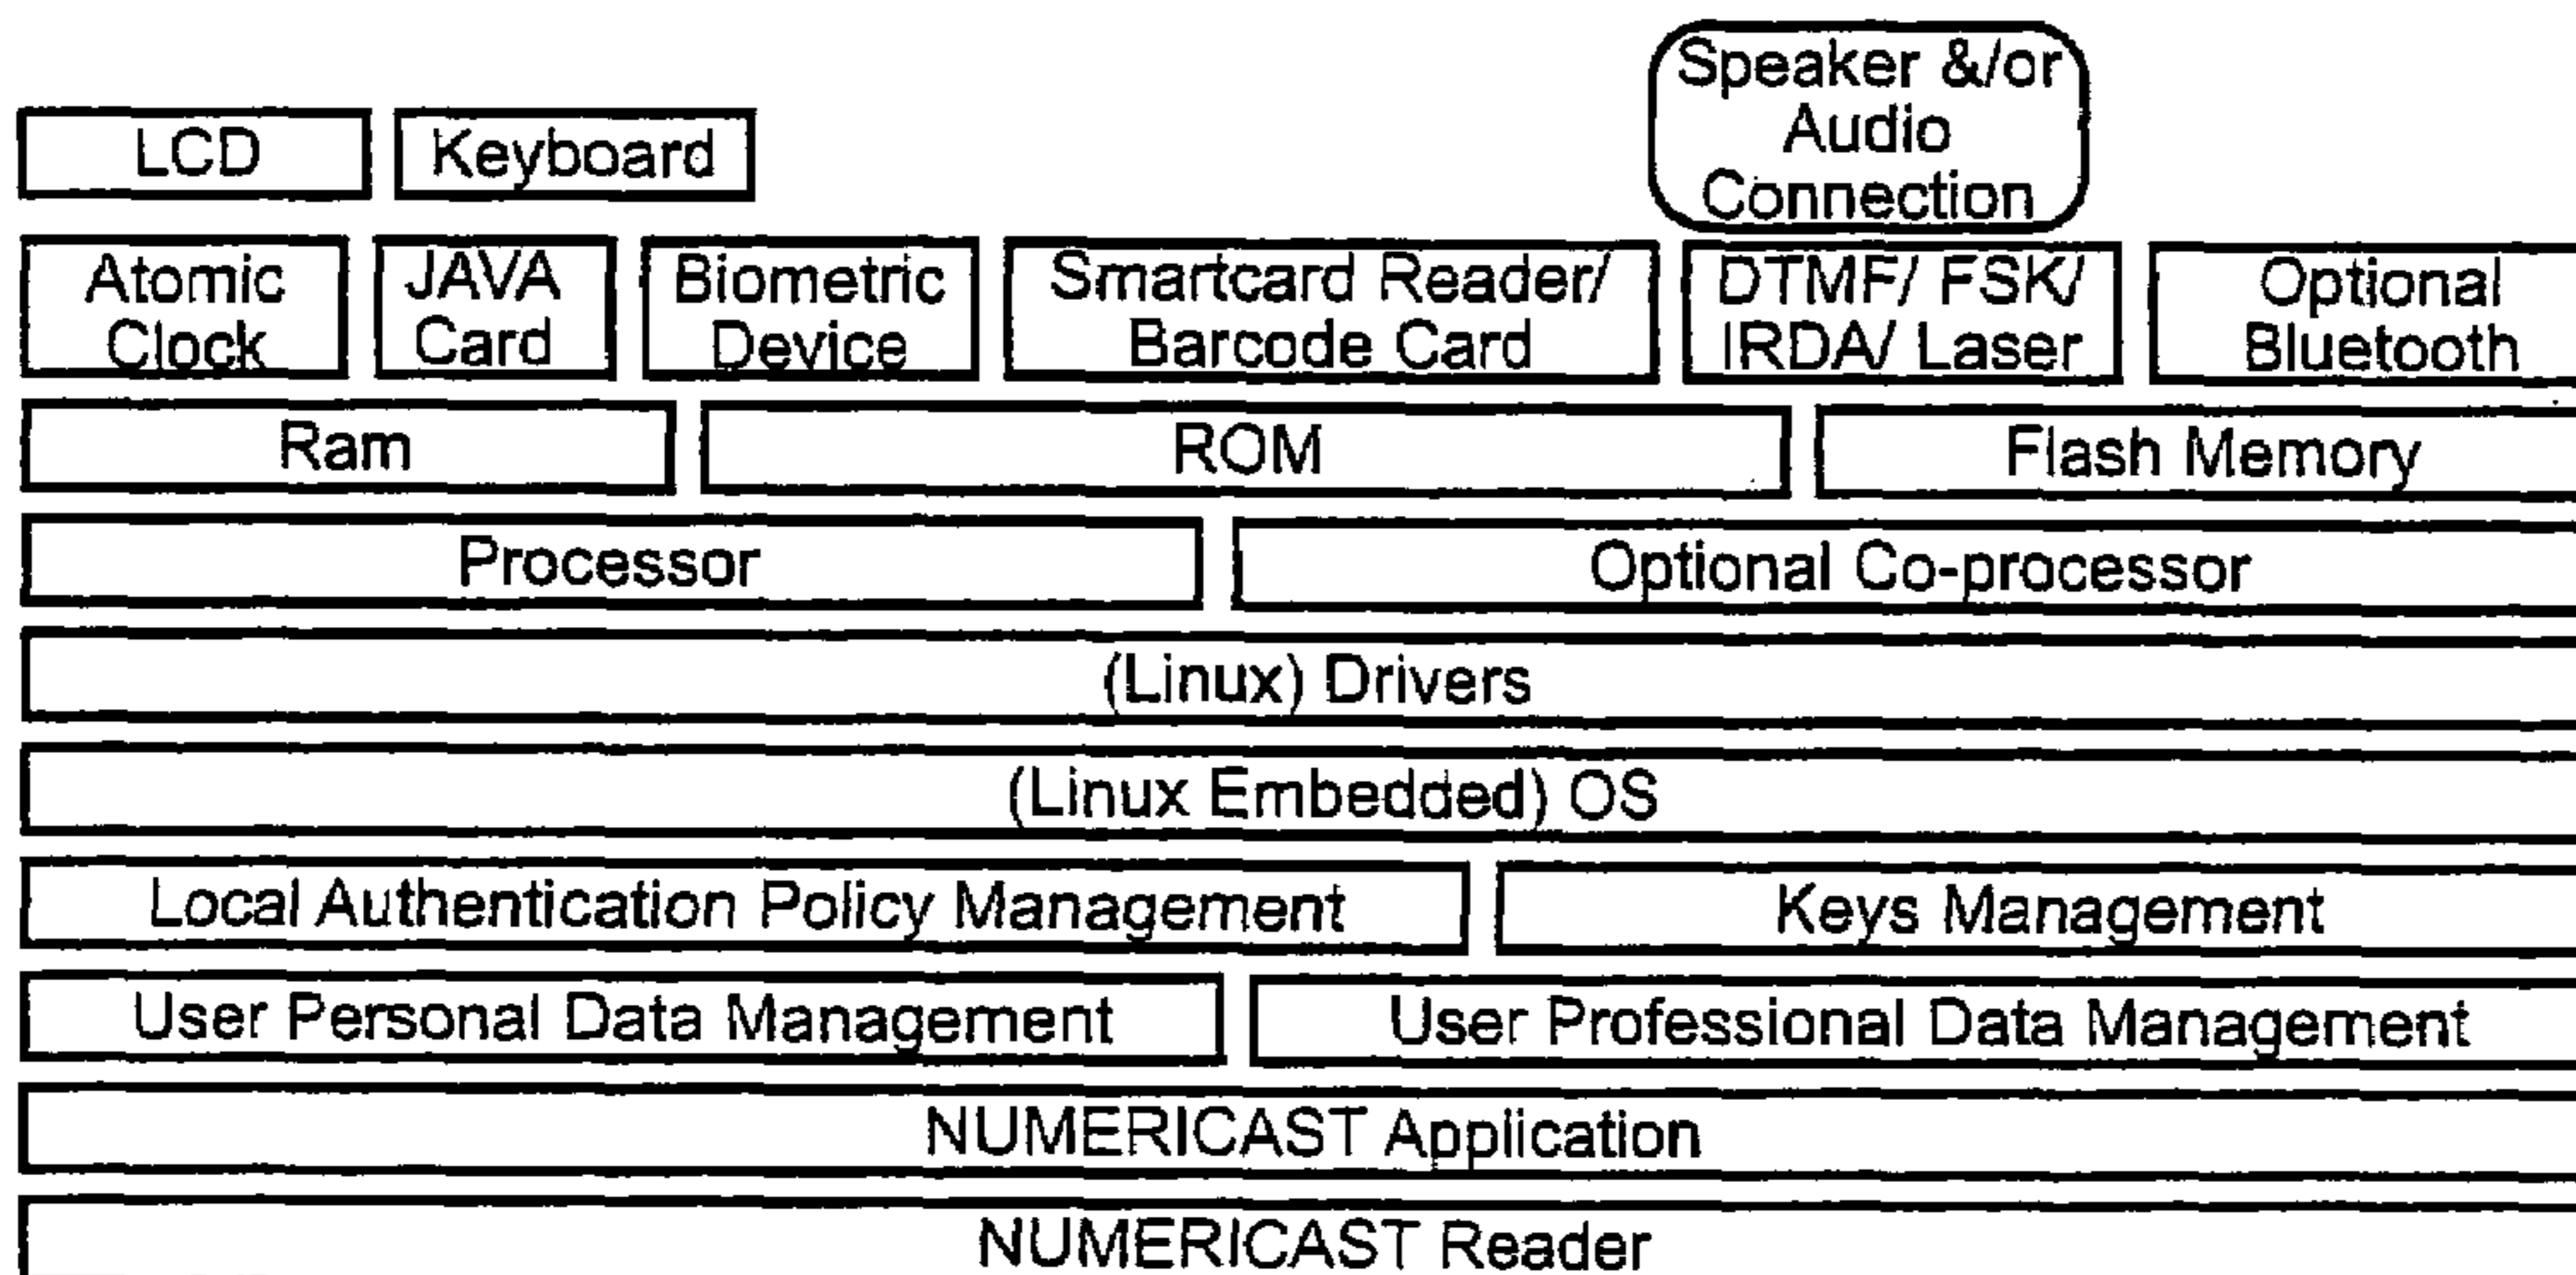 Speaker &/or
Audio
Connection
LCD
Keyboard
Atomic
Clock
JAVA
Card
Biometric
Device
Smartcard Reader/
Barcode Card
DTMF/ FSK/
IRDA/ Laser
Optional
Bluetooth
Ram
ROM
Flash Memory
Processor
Optional Co-processor
(Linux) Drivers
(Linux Embedded) OS
Local Authentication Policy Management
Keys Management
User Personal Data Management
User Professional Data Management
NUMERICAST Application
NUMERICAST Reader